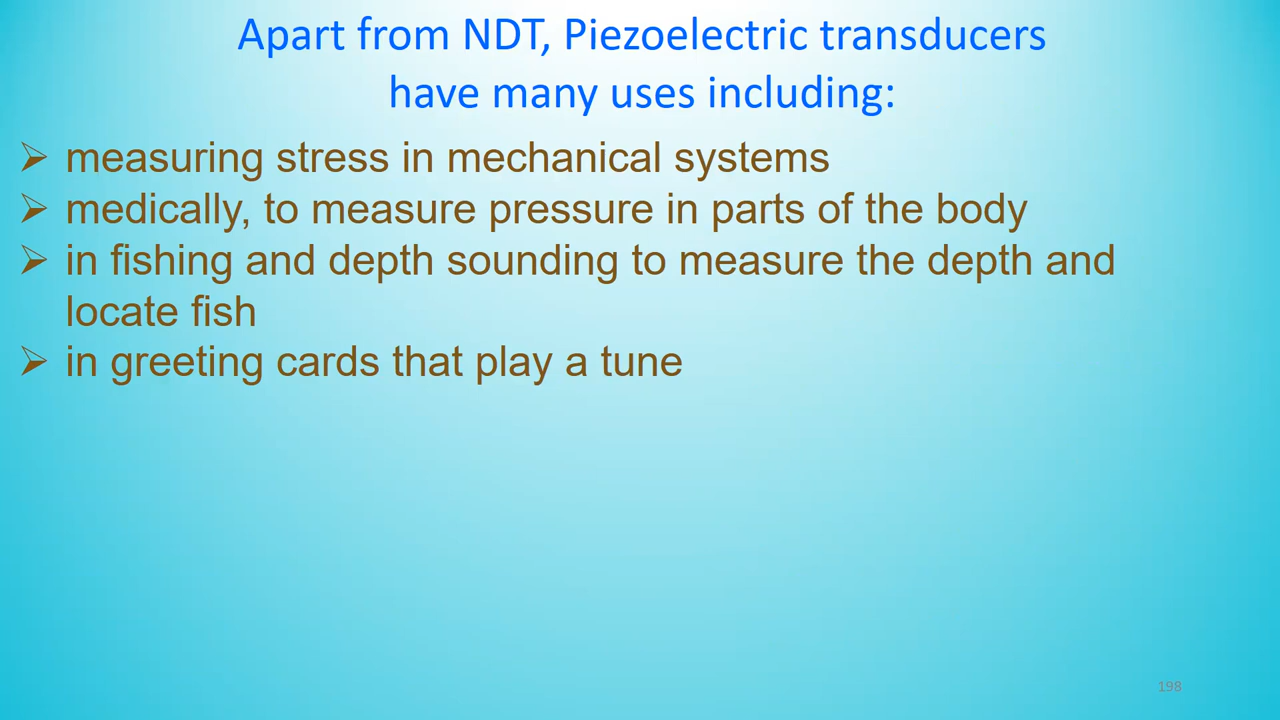 Apart from NDT, Piezoelectric transducers
have many uses including:
➢ measuring stress in mechanical systems
➢ medically, to measure pressure in parts of the body
➢ in fishing and depth sounding to measure the depth and
locate fish
➢ in greeting cards that play a tune
198